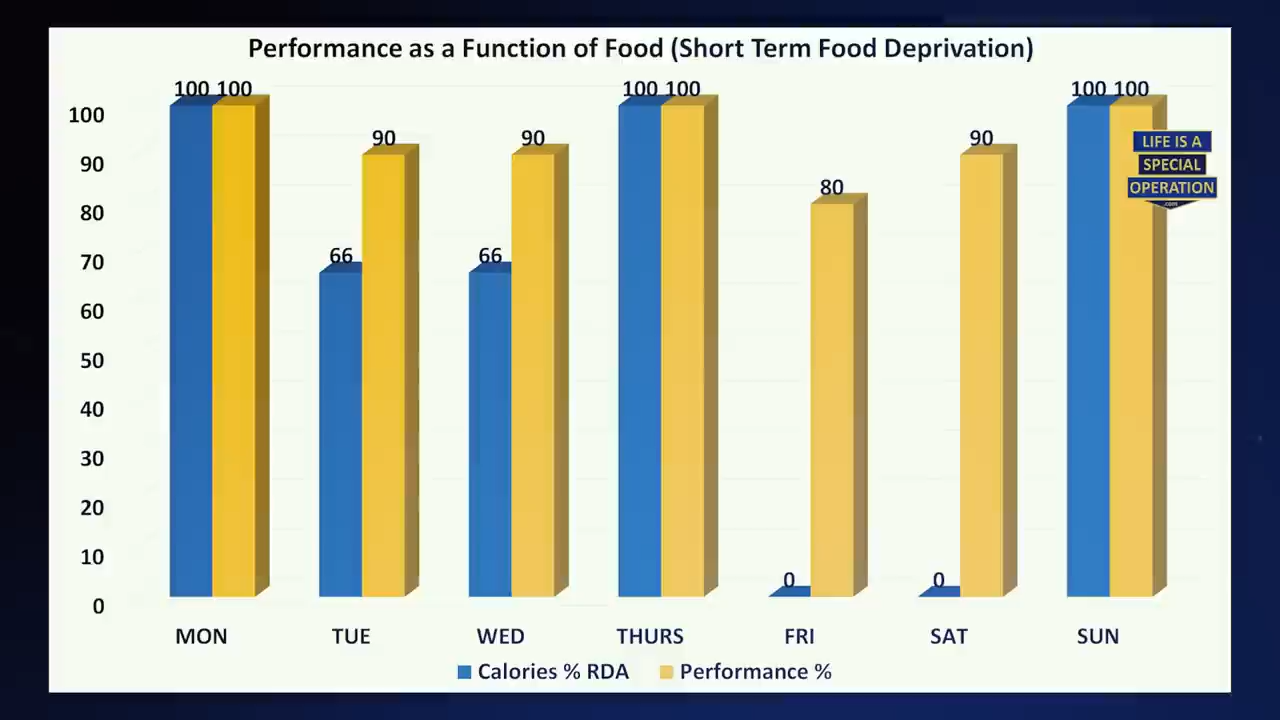 Performance as a Function of Food (Short Term Food Deprivation)
100 100 100 100 100 100
100
90 90 90 90
90
80 80
70
66 66
60
50
40
30
20
10
0 0
0
MON TUE WED THURS FRI SAT SUN
Calories % RDA Performance %
LIFE IS A
SPECIAL
OPERATION
.com